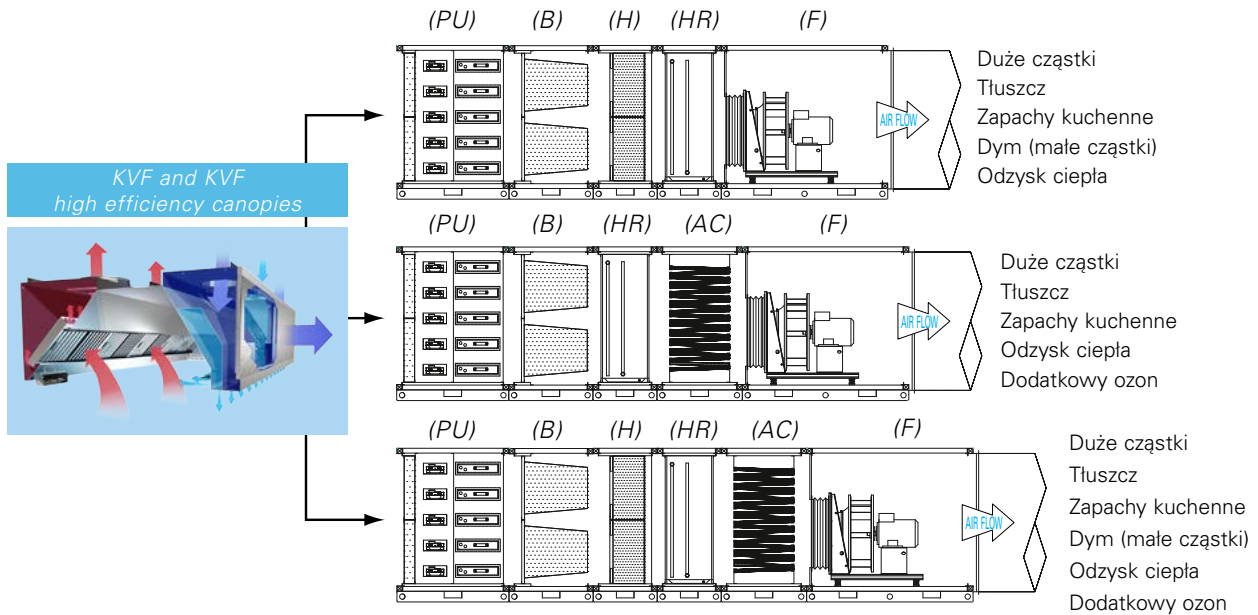 (PU) (B) (H) (HR) (F)
AIR FLOW
Duże cząstki
Tłuszcz
Zapachy kuchenne
Dym (małe cząstki)
Odzysk ciepła
KVF and KVF
high efficiency canopies
(PU) (B) (HR) (AC) (F)
AIR FLOW
Duże cząstki
Tłuszcz
Zapachy kuchenne
Odzysk ciepła
Dodatkowy ozon
(PU) (B) (H) (HR) (AC) (F)
AIR FLOW
Duże cząstki
Tłuszcz
Zapachy kuchenne
Dym (małe cząstki)
Odzysk ciepła
Dodatkowy ozon